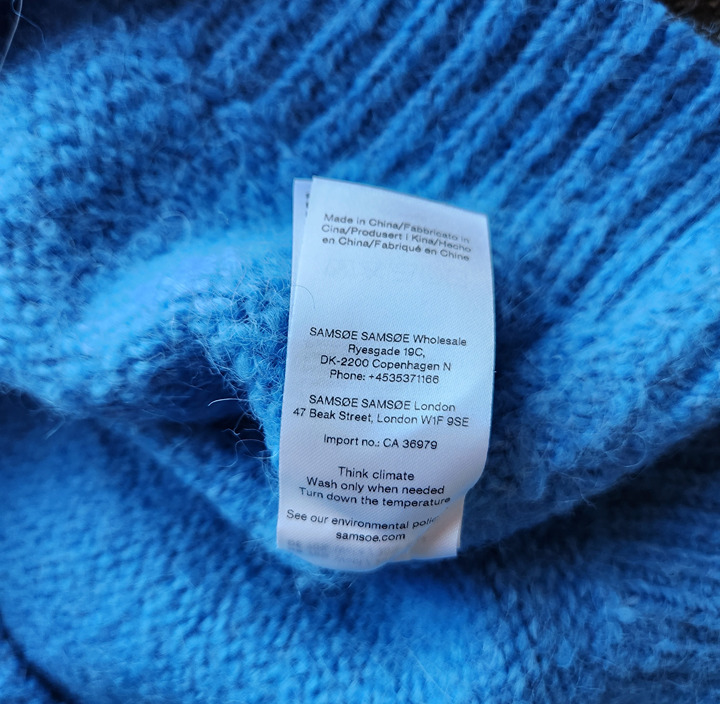 Made in China/Fabbricato in
Cina/Produsert i Kina/Hecho
en China/Fabriqué en Chine
SAMSØE SAMSØE Wholesale
Ryesgade 19C,
DK-2200 Copenhagen N
Phone: +4535371166
SAMSØE SAMSØE London
47 Beak Street, London W1F 9SE
Import no.: CA 36979
Think climate
Wash only when needed
Turn down the temperature
See our environmental
samsoe.com